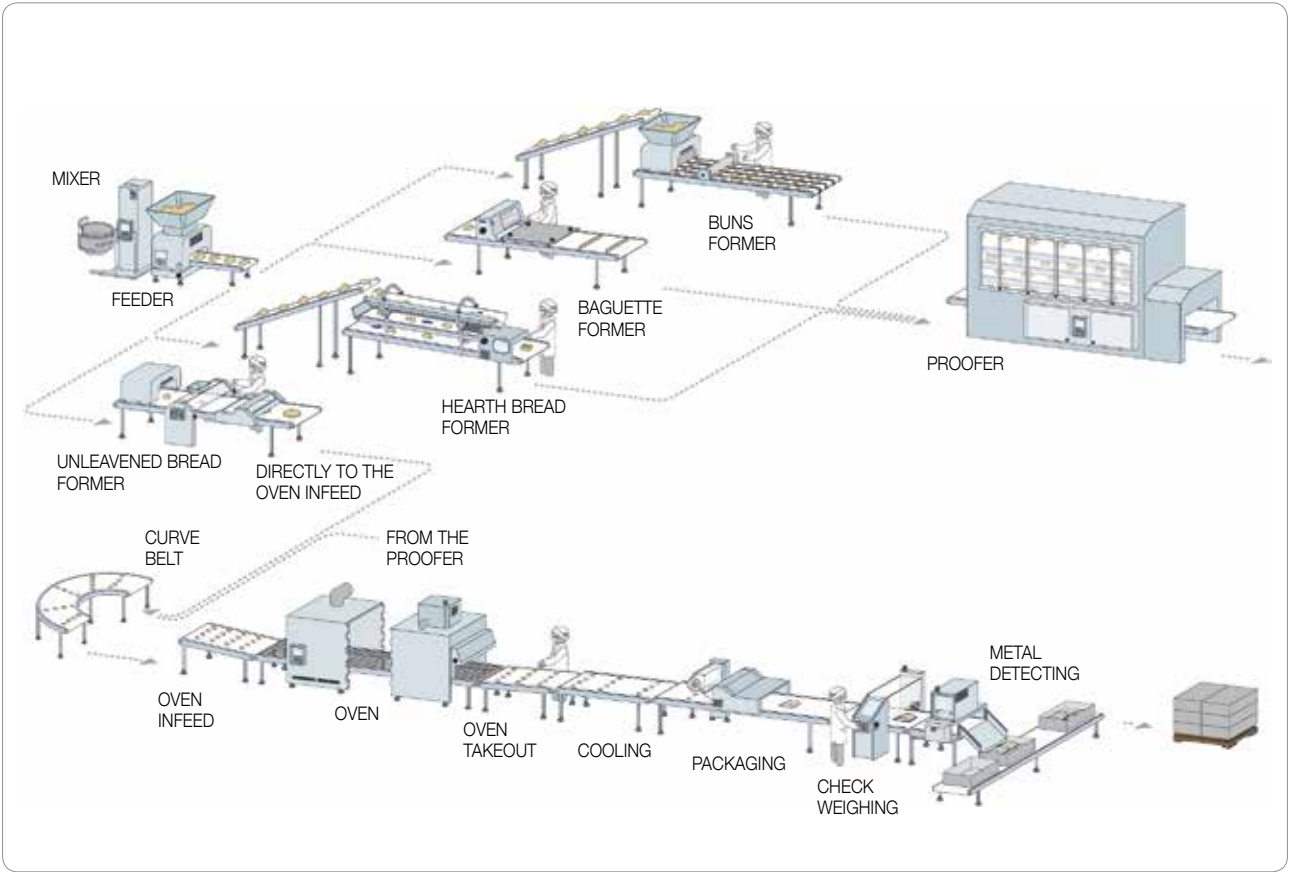 MIXER
FEEDER
BUNS
FORMER
BAGUETTE
FORMER
PROOFER
HEARTH BREAD
FORMER
UNLEAVENED BREAD
FORMER
DIRECTLY TO THE
OVEN INFEED
CURVE
BELT
FROM THE
PROOFER
OVEN
INFEED
OVEN
OVEN
TAKEOUT
COOLING
PACKAGING
CHECK
WEIGHING
METAL
DETECTING